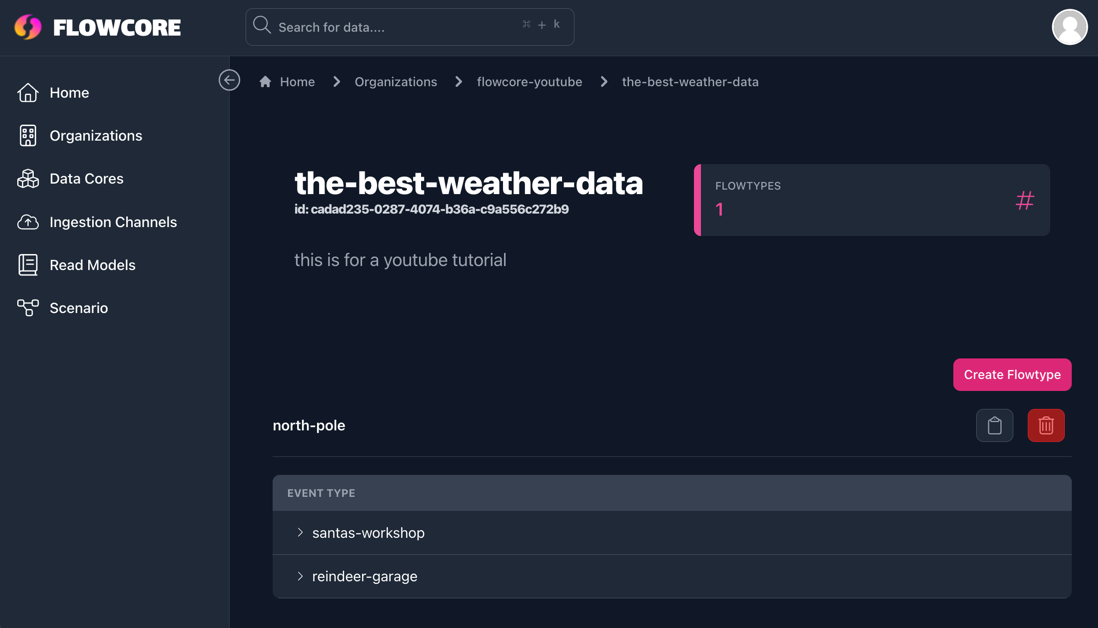 FLOWCORE
Search for data.... ⌘ + k
Home
Organizations
Data Cores
Ingestion Channels
Read Models
Scenario
Home > Organizations > flowcore-youtube > the-best-weather-data
the-best-weather-data
id: cadad235-0287-4074-b36a-c9a556c272b9
this is for a youtube tutorial
FLOWTYPES
1
#
Create Flowtype
north-pole
EVENT TYPE
> santas-workshop
> reindeer-garage